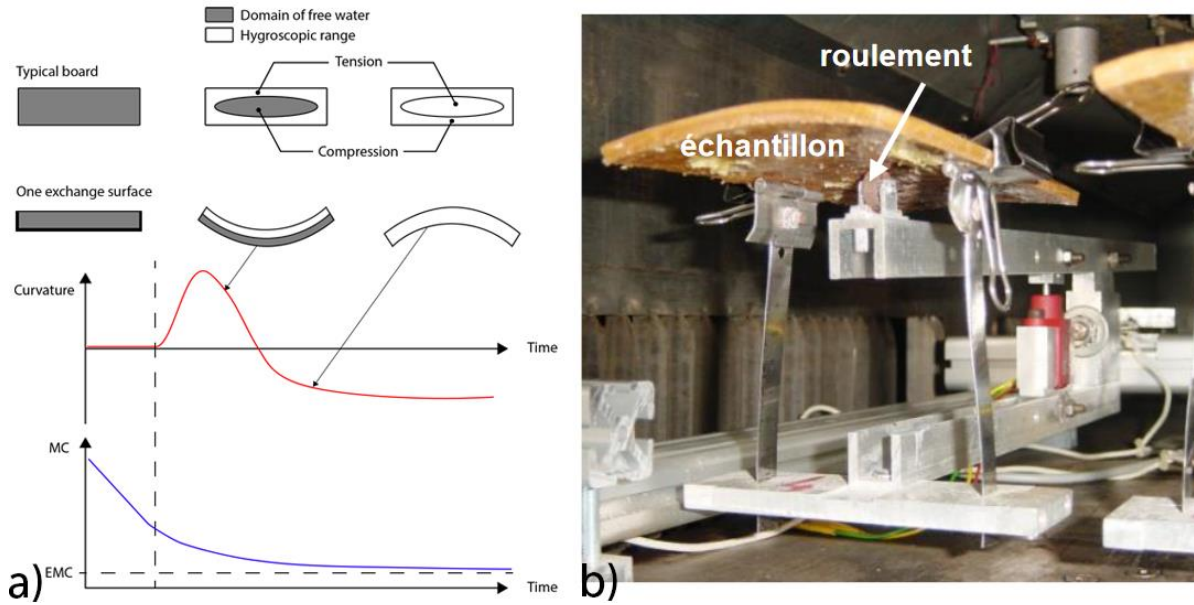 Domain of free water
Hygroscopic range
Typical board
Tension
Compression
One exchange surface
Curvature
Time
MC
EMC
Time
a)
roulement
échantillon
b)